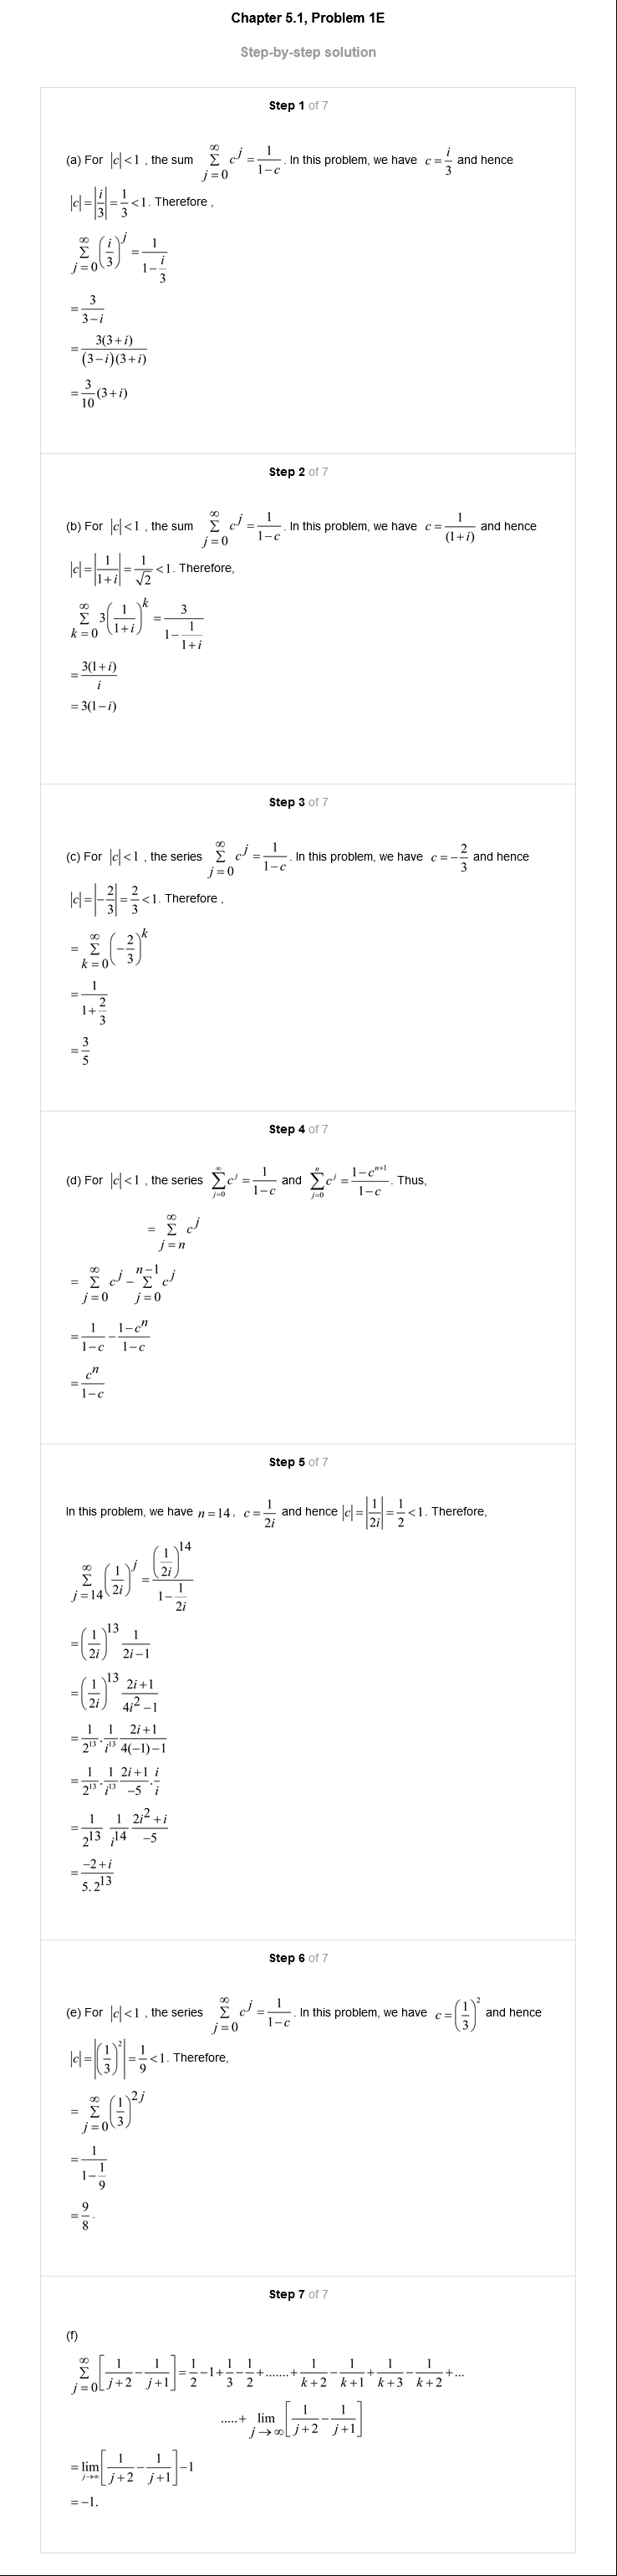 Chapter 5.1, Problem 1E
Step-by-step solution
Step 1 of 7
(a) For |c| < 1 , the sum \sum_{j=0}^{\infty} c^j = \frac{1}{1-c} . In this problem, we have c = \frac{i}{3} and hence
|c| = \left|\frac{i}{3}\right| = \frac{1}{3} < 1. Therefore ,
\sum_{j=0}^{\infty} \left(\frac{i}{3}\right)^j = \frac{1}{1-\frac{i}{3}}
= \frac{3}{3-i}
= \frac{3(3+i)}{(3-i)(3+i)}
= \frac{3}{10}(3+i)
Step 2 of 7
(b) For |c| < 1 , the sum \sum_{j=0}^{\infty} c^j = \frac{1}{1-c} . In this problem, we have c = \frac{1}{(1+i)} and hence
|c| = \left|\frac{1}{1+i}\right| = \frac{1}{\sqrt{2}} < 1. Therefore,
\sum_{k=0}^{\infty} 3\left(\frac{1}{1+i}\right)^k = \frac{3}{1-\frac{1}{1+i}}
= \frac{3(1+i)}{i}
= 3(1-i)
Step 3 of 7
(c) For |c| < 1 , the series \sum_{j=0}^{\infty} c^j = \frac{1}{1-c} . In this problem, we have c = -\frac{2}{3} and hence
|c| = \left|-\frac{2}{3}\right| = \frac{2}{3} < 1. Therefore ,
= \sum_{k=0}^{\infty} \left(-\frac{2}{3}\right)^k
= \frac{1}{1+\frac{2}{3}}
= \frac{3}{5}
Step 4 of 7
(d) For |c| < 1 , the series \sum_{j=0}^{\infty} c^j = \frac{1}{1-c} and \sum_{j=0}^{n} c^j = \frac{1-c^{n+1}}{1-c} . Thus,
= \sum_{j=n}^{\infty} c^j
= \sum_{j=0}^{\infty} c^j - \sum_{j=0}^{n-1} c^j
= \frac{1}{1-c} - \frac{1-c^n}{1-c}
= \frac{c^n}{1-c}
Step 5 of 7
In this problem, we have n = 14 , c = \frac{1}{2i} and hence |c| = \left|\frac{1}{2i}\right| = \frac{1}{2} < 1. Therefore,
\sum_{j=14}^{\infty} \left(\frac{1}{2i}\right)^j = \frac{\left(\frac{1}{2i}\right)^{14}}{1-\frac{1}{2i}}
= \left(\frac{1}{2i}\right)^{13} \frac{1}{2i-1}
= \left(\frac{1}{2i}\right)^{13} \frac{2i+1}{4i^2-1}
= \frac{1}{2^{13}} . \frac{1}{i^{13}} \frac{2i+1}{4(-1)-1}
= \frac{1}{2^{13}} . \frac{1}{i^{13}} \frac{2i+1}{-5} . \frac{i}{i}
= \frac{1}{2^{13}} \frac{1}{i^{14}} \frac{2i^2+i}{-5}
= \frac{-2+i}{5.2^{13}}
Step 6 of 7
(e) For |c| < 1 , the series \sum_{j=0}^{\infty} c^j = \frac{1}{1-c} . In this problem, we have c = \left(\frac{1}{3}\right)^2 and hence
|c| = \left|\left(\frac{1}{3}\right)^2\right| = \frac{1}{9} < 1. Therefore,
= \sum_{j=0}^{\infty} \left(\frac{1}{3}\right)^{2j}
= \frac{1}{1-\frac{1}{9}}
= \frac{9}{8} .
Step 7 of 7
(f)
\sum_{j=0}^{\infty} \left[\frac{1}{j+2} - \frac{1}{j+1}\right] = \frac{1}{2} - 1 + \frac{1}{3} - \frac{1}{2} + ....... + \frac{1}{k+2} - \frac{1}{k+1} + \frac{1}{k+3} - \frac{1}{k+2} + ...
..... + \lim_{j \to \infty} \left[\frac{1}{j+2} - \frac{1}{j+1}\right]
= \lim_{j \to \infty} \left[\frac{1}{j+2} - \frac{1}{j+1}\right] - 1
= -1.